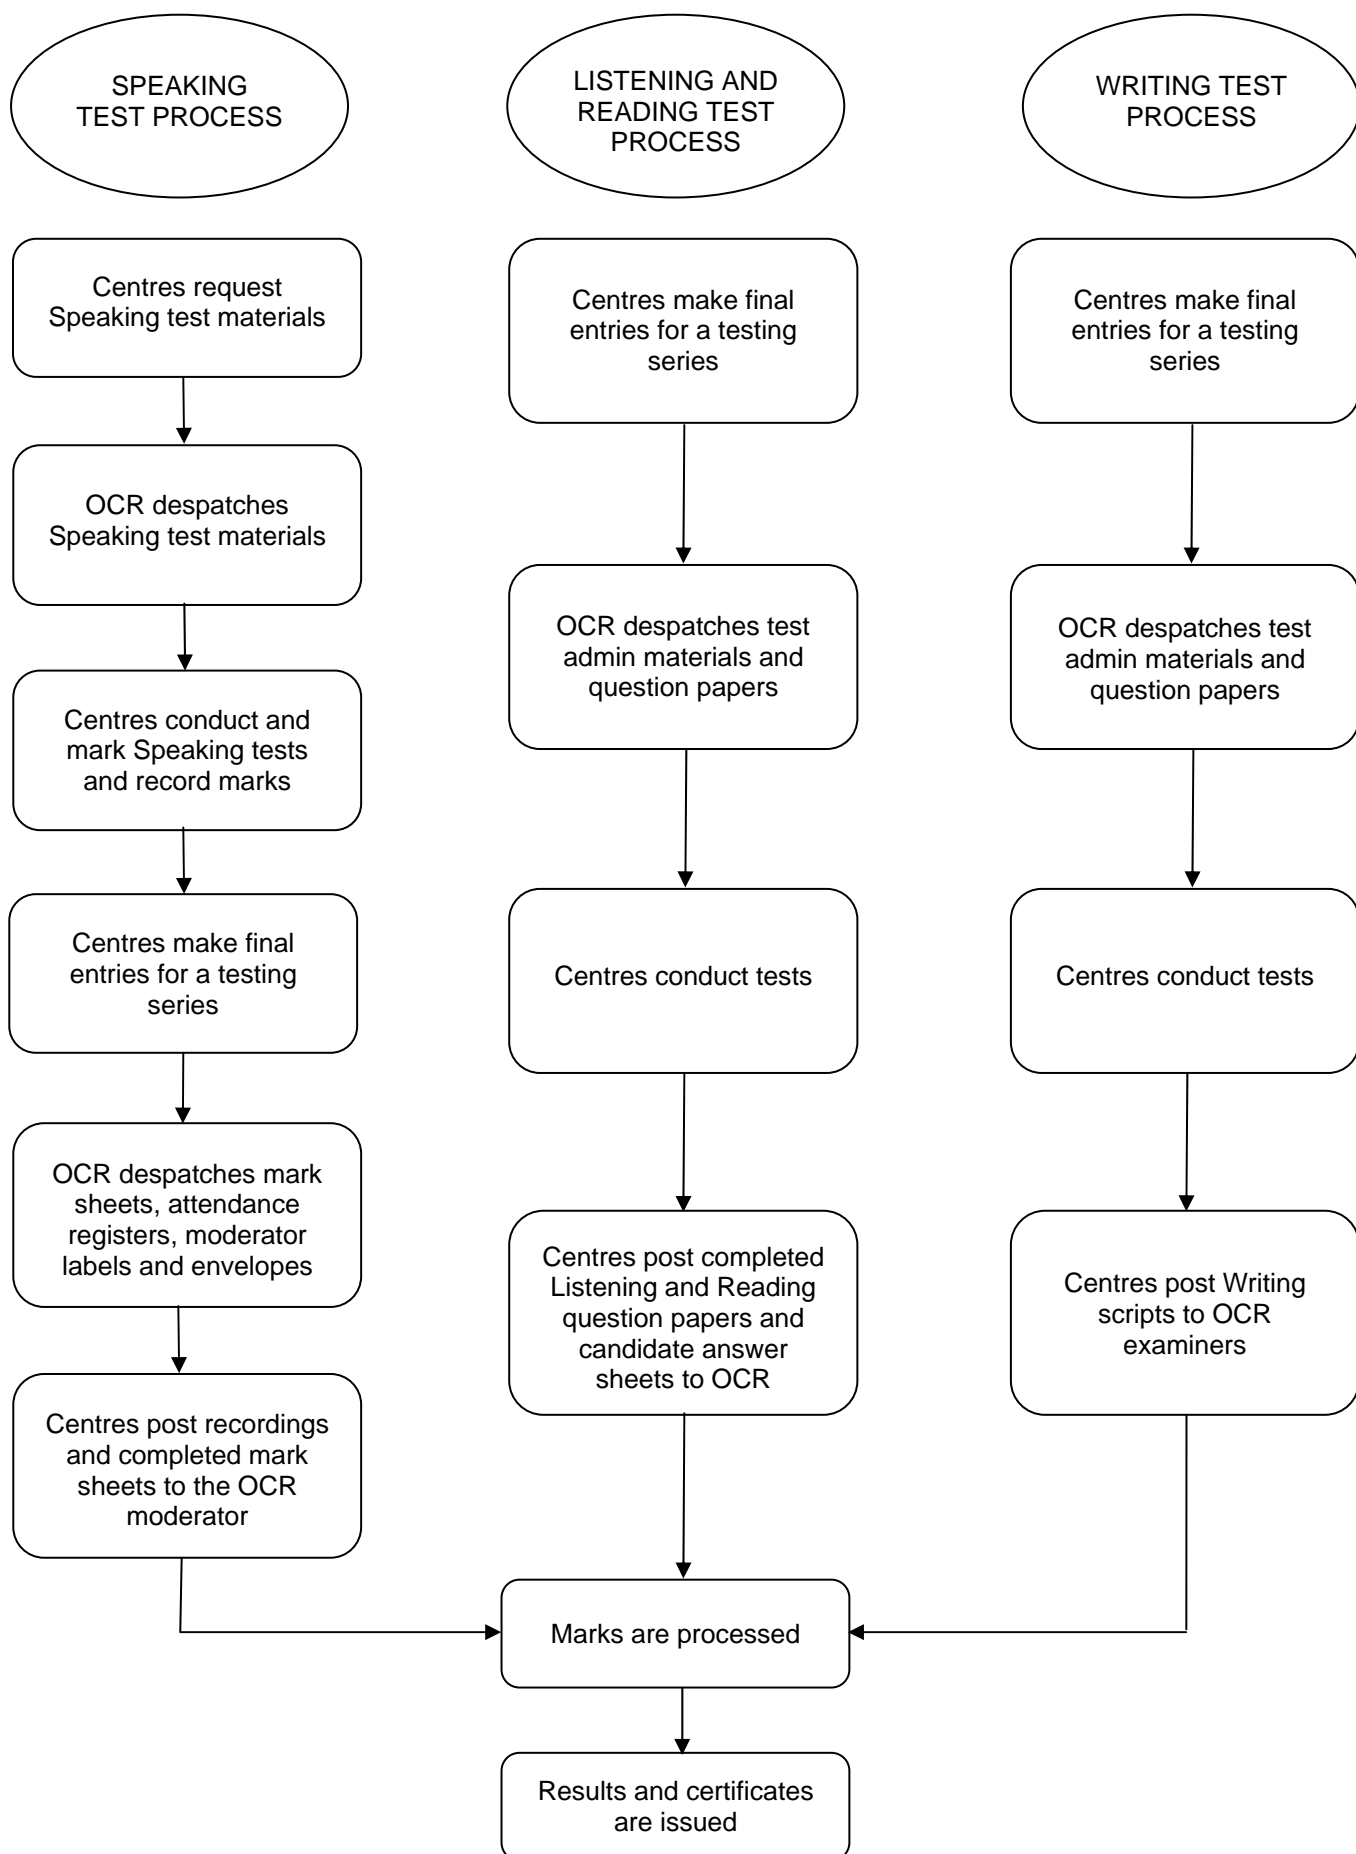 SPEAKING
TEST PROCESS
Centres request
Speaking test materials
OCR despatches
Speaking test materials
Centres conduct and
mark Speaking tests
and record marks
Centres make final
entries for a testing
series
OCR despatches mark
sheets, attendance
registers, moderator
labels and envelopes
Centres post recordings
and completed mark
sheets to the OCR
moderator
LISTENING AND
READING TEST
PROCESS
Centres make final
entries for a testing
series
OCR despatches test
admin materials and
question papers
Centres conduct tests
Centres post completed
Listening and Reading
question papers and
candidate answer
sheets to OCR
WRITING TEST
PROCESS
Centres make final
entries for a testing
series
OCR despatches test
admin materials and
question papers
Centres conduct tests
Centres post Writing
scripts to OCR
examiners
Marks are processed
Results and certificates
are issued